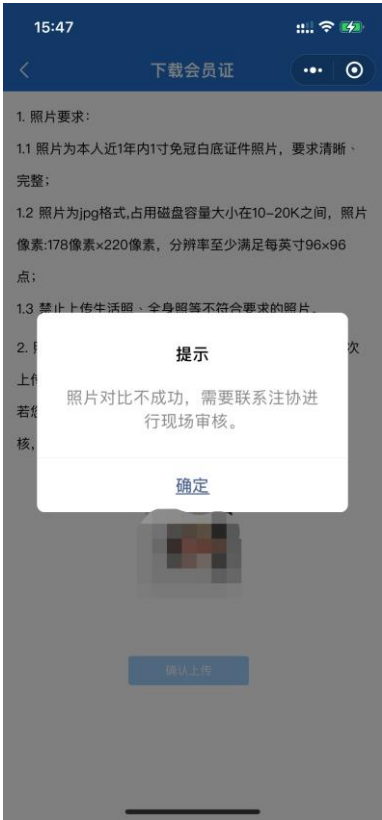 15:47
下载会员证
1. 照片要求：
1.1 照片为本人近1年内1寸免冠白底证件照片，要求清晰、
完整；
1.2 照片为jpg格式,占用磁盘容量大小在10-20K之间，照片
像素:178像素×220像素，分辨率至少满足每英寸96×96
点；
1.3 禁止上传生活照、全身照等不符合要求的照片。
2.
次
上传
若您
核，
提示
照片对比不成功，需要联系注协进
行现场审核。
确定
确认上传